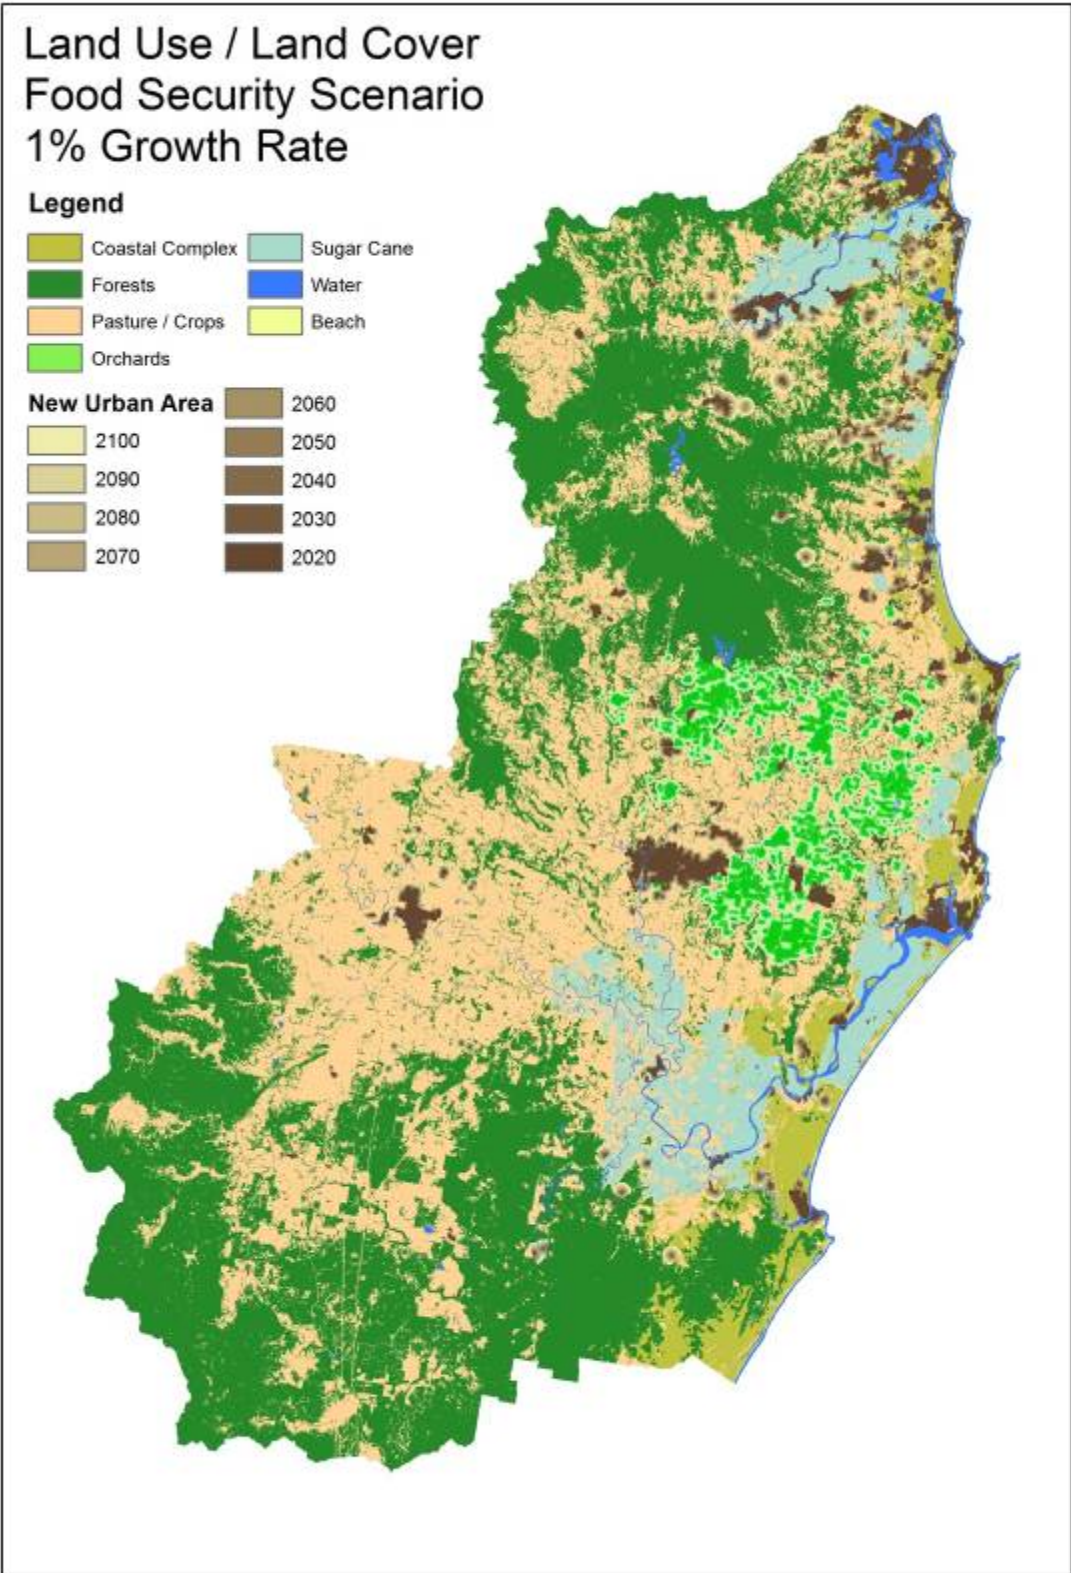 Land Use / Land Cover
Food Security Scenario
1% Growth Rate
Legend
Coastal Complex
Sugar Cane
Forests
Water
Pasture / Crops
Beach
Orchards
New Urban Area
2060
2100
2050
2090
2040
2080
2030
2070
2020